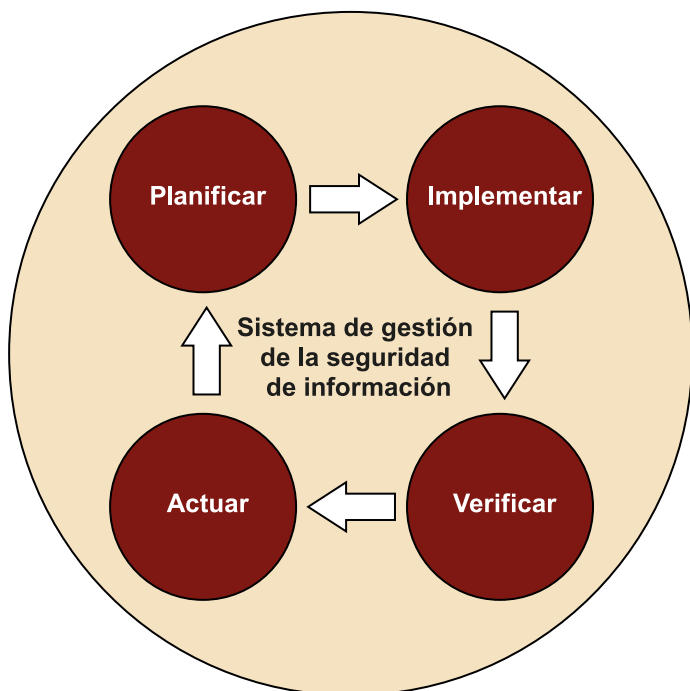 Planificar
Implementar
Sistema de gestión
de la seguridad
de información
Actuar
Verificar